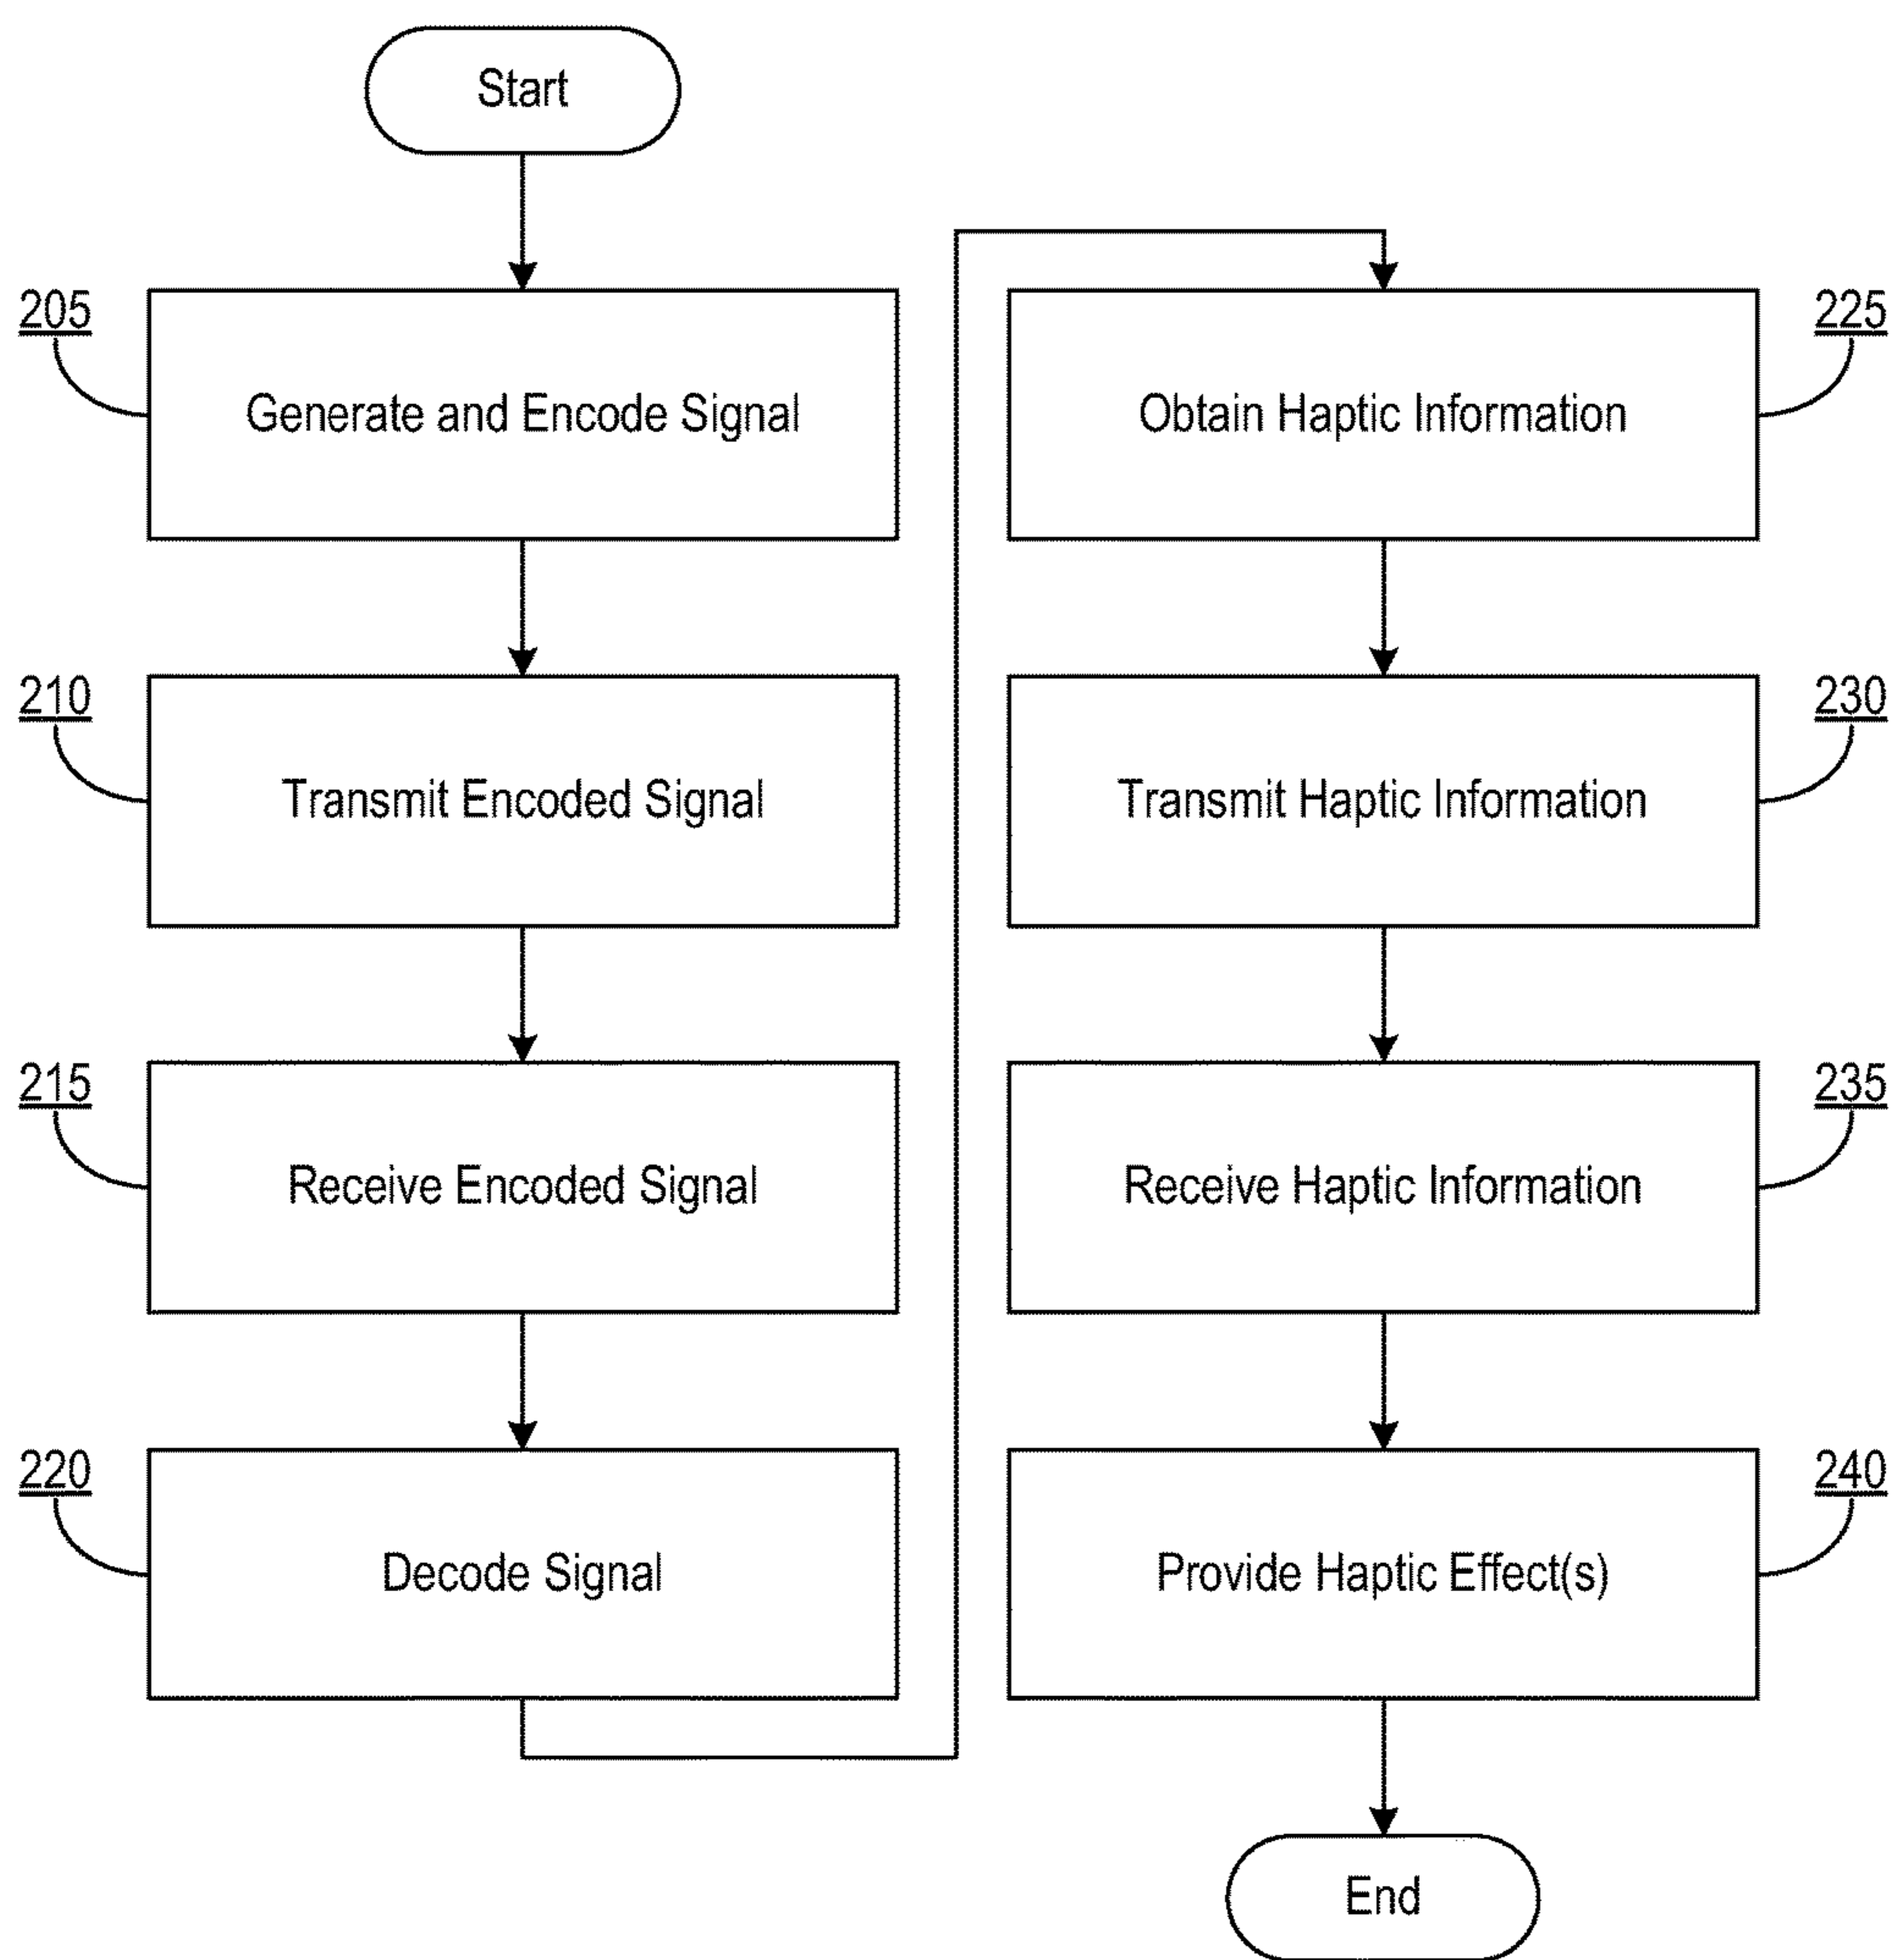 Start
205
Generate and Encode Signal
210
Transmit Encoded Signal
215
Receive Encoded Signal
220
Decode Signal
225
Obtain Haptic Information
230
Transmit Haptic Information
235
Receive Haptic Information
240
Provide Haptic Effect(s)
End